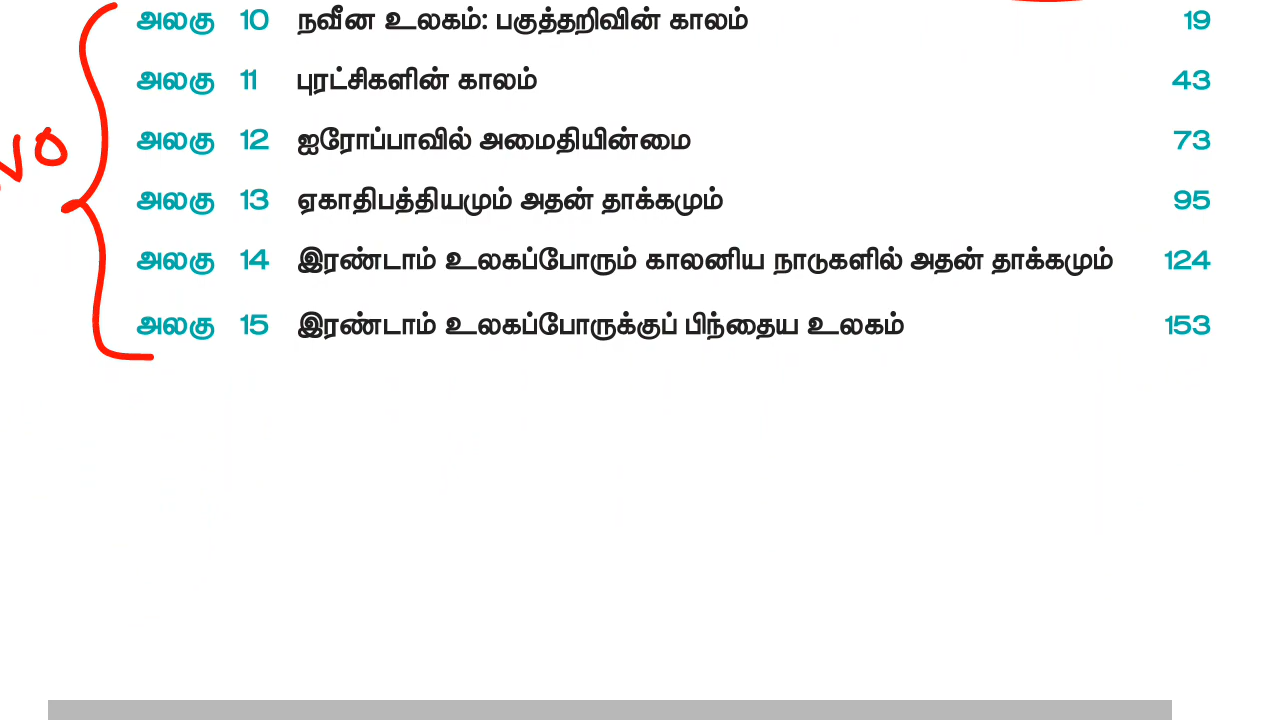 அலகு 10 நவீன உலகம்: பகுத்தறிவின் காலம் 19
அலகு 11 புரட்சிகளின் காலம் 43
அலகு 12 ஐரோப்பாவில் அமைதியின்மை 73
அலகு 13 ஏகாதிபத்தியமும் அதன் தாக்கமும் 95
அலகு 14 இரண்டாம் உலகப்போரும் காலனிய நாடுகளில் அதன் தாக்கமும் 124
அலகு 15 இரண்டாம் உலகப்போருக்குப் பிந்தைய உலகம் 153